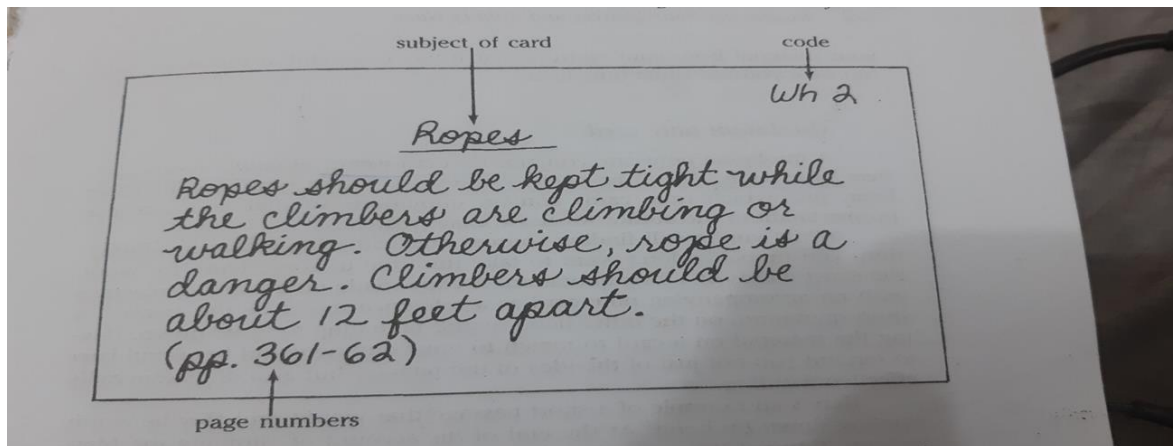 subject of card
code
Wh 2
Ropes
Ropes should be kept tight while
the climbers are climbing or
walking. Otherwise, rope is a
danger. Climbers should be
about 12 feet apart.
(pp. 361-62)
page numbers